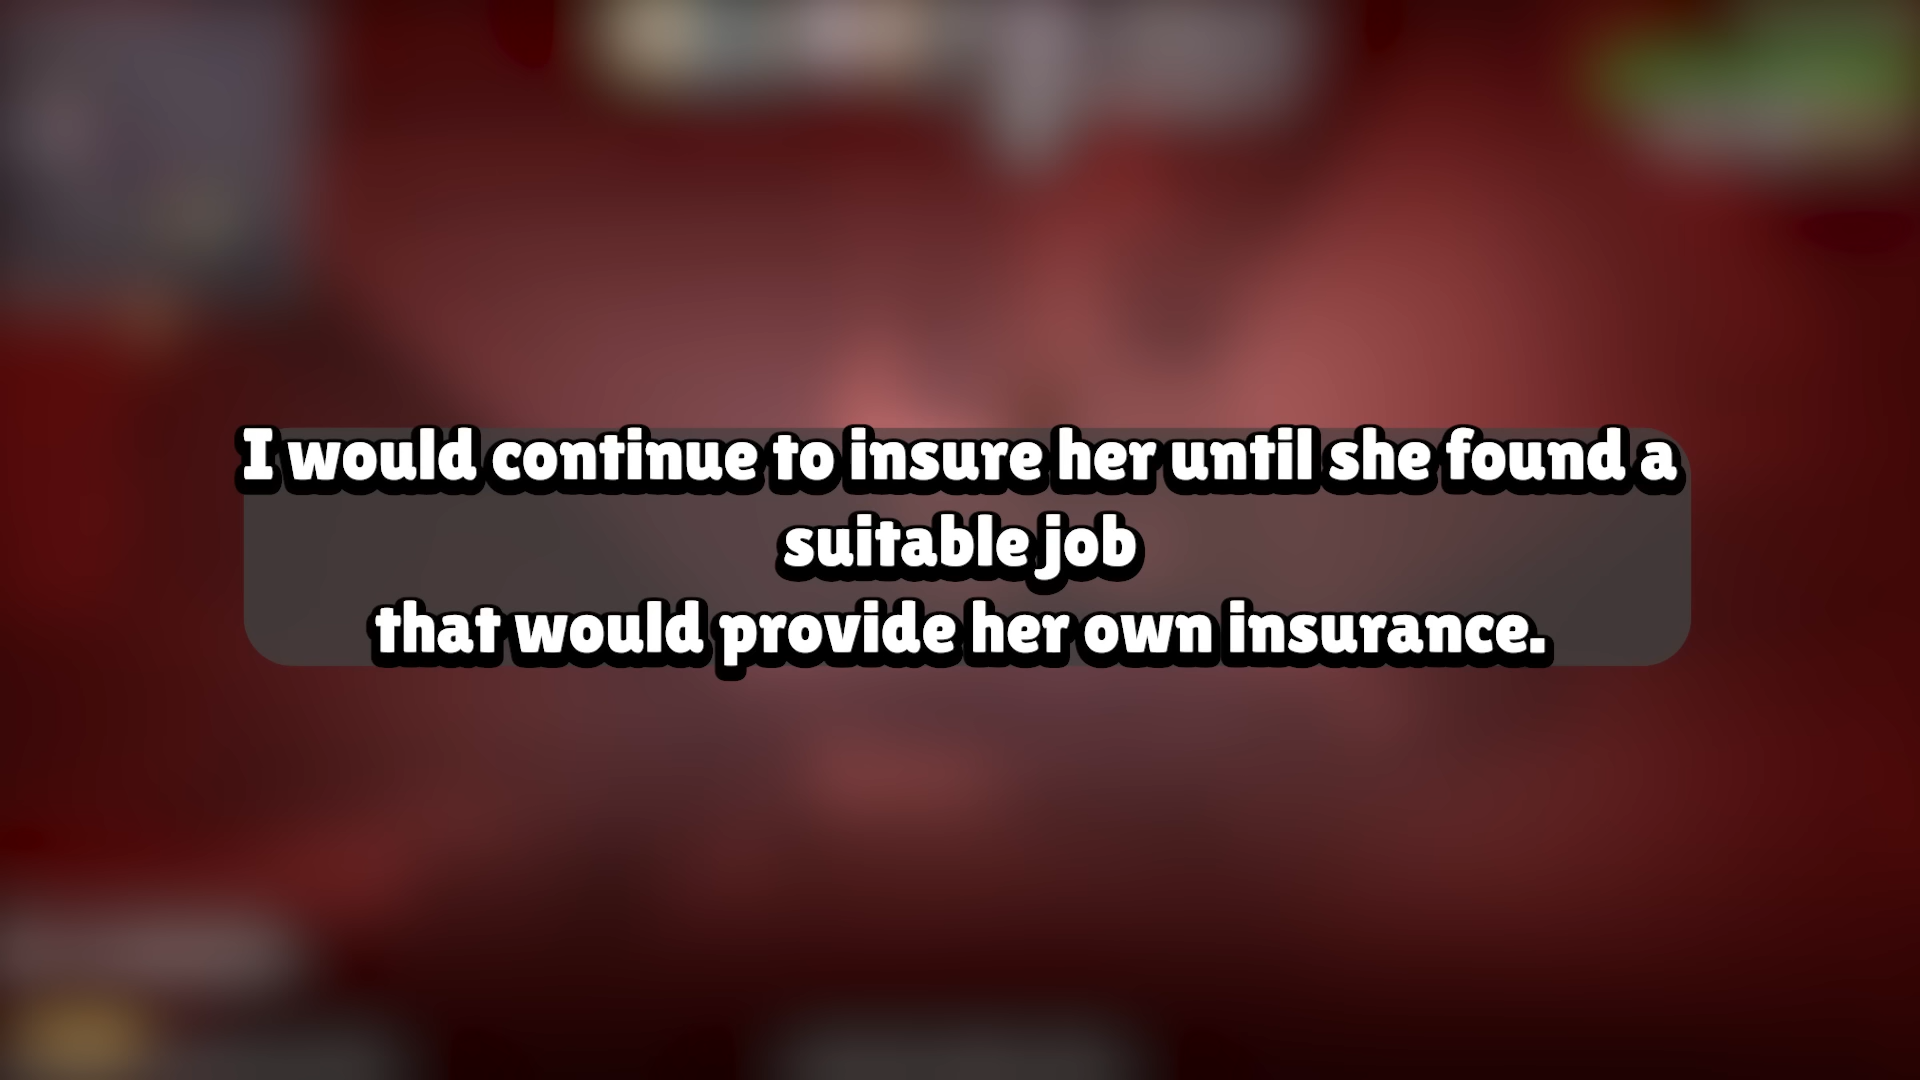 I would continue to insure her until she found a
suitable job
that would provide her own insurance.